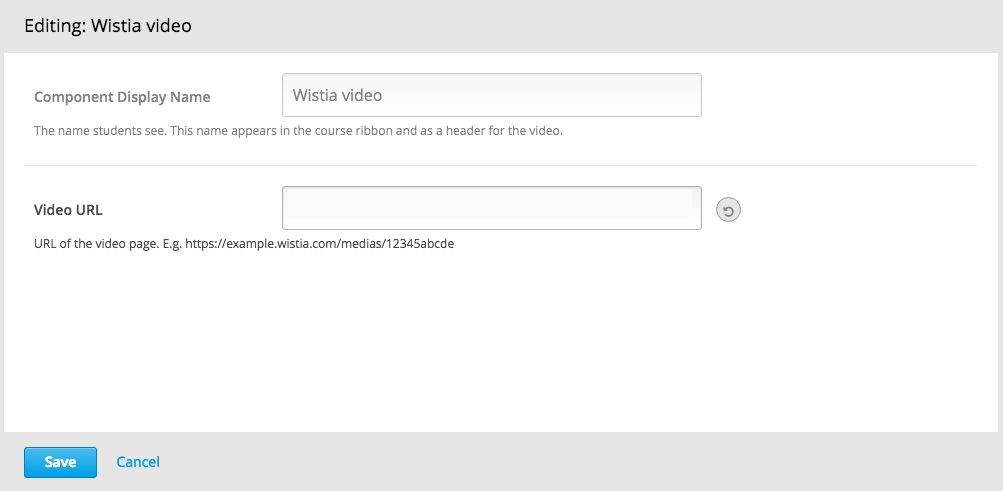 Editing: Wistia video
Component Display Name
Wistia video
The name students see. This name appears in the course ribbon and as a header for the video.
Video URL
URL of the video page. E.g. https://example.wistia.com/medias/12345abcde
Save
Cancel